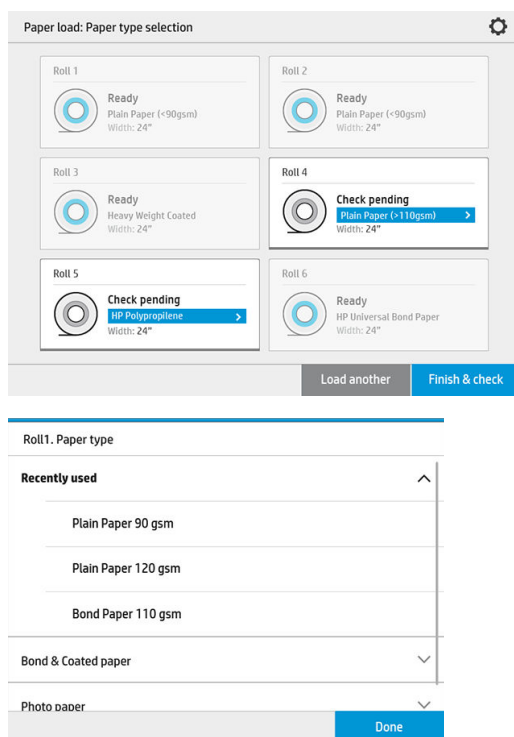 Paper load: Paper type selection
Roll 1
Ready
Plain Paper (<90gsm)
Width: 24"
Roll 2
Ready
Plain Paper (<90gsm)
Width: 24"
Roll 3
Ready
Heavy Weight Coated
Width: 24"
Roll 4
Check pending
Plain Paper (>110gsm)
Width: 24"
Roll 5
Check pending
HP Polypropilene
Width: 24"
Roll 6
Ready
HP Universal Bond Paper
Width: 24"
Load another
Finish & check
Roll1. Paper type
Recently used
Plain Paper 90 gsm
Plain Paper 120 gsm
Bond Paper 110 gsm
Bond & Coated paper
Photo paper
Done